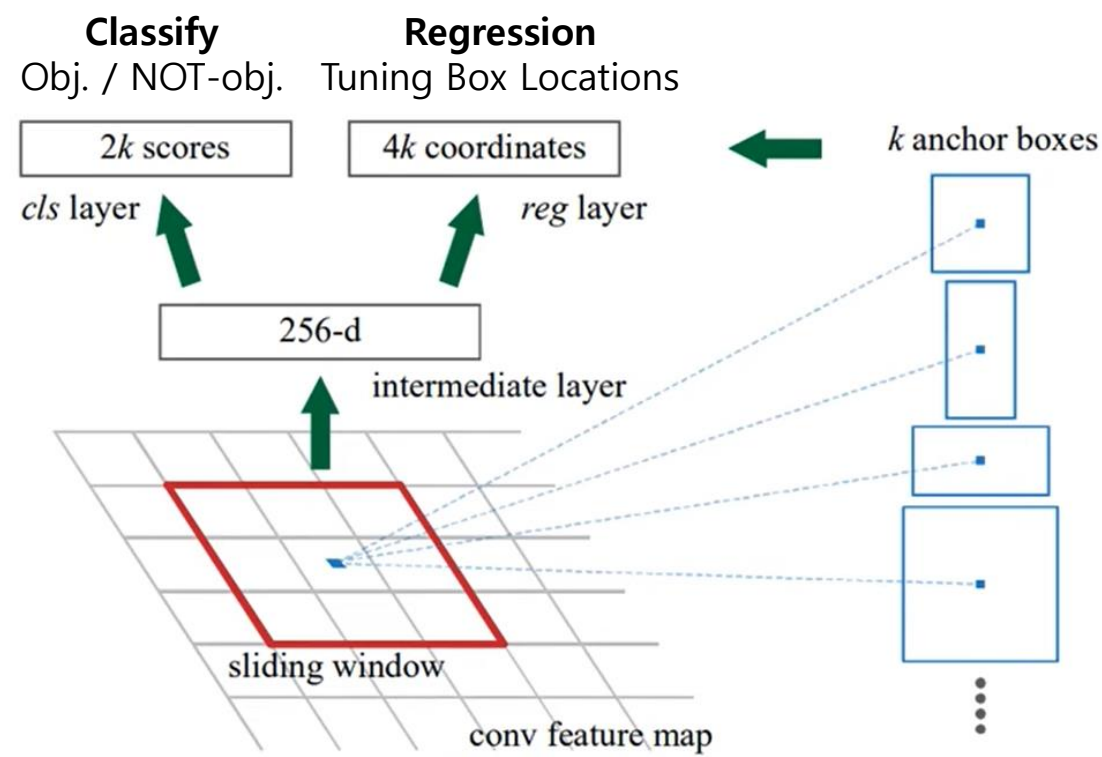 Classify
Obj. / NOT-obj.
Regression
Tuning Box Locations
2k scores
4k coordinates
k anchor boxes
cls layer
reg layer
256-d
intermediate layer
sliding window
conv feature map